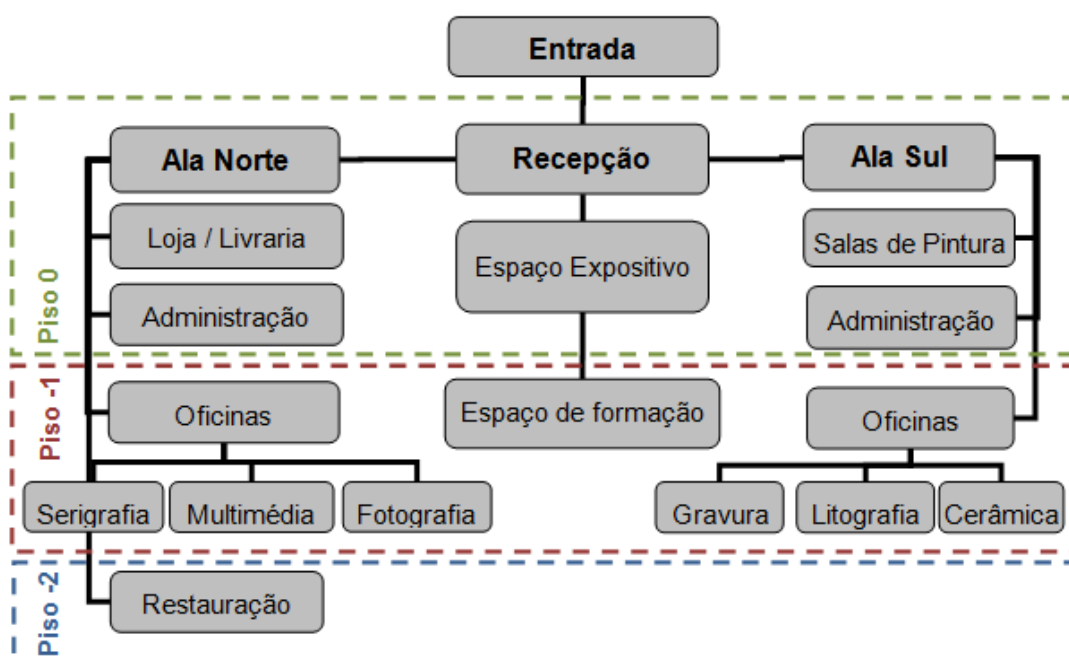 Entrada
Ala Norte
Recepção
Ala Sul
Loja / Livraria
Espaço Expositivo
Salas de Pintura
Administração
Administração
Piso 0
Oficinas
Espaço de formação
Oficinas
Piso -1
Serigrafia
Multimédia
Fotografia
Gravura
Litografia
Cerâmica
Piso -2
Restauração